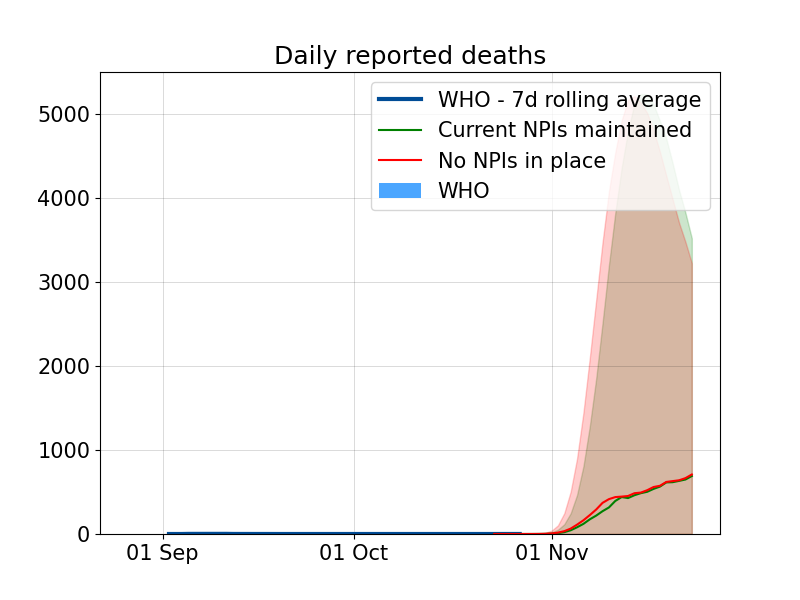 Daily reported deaths
WHO - 7d rolling average
Current NPIs maintained
No NPIs in place
WHO
5000
4000
3000
2000
1000
0
01 Sep
01 Oct
01 Nov